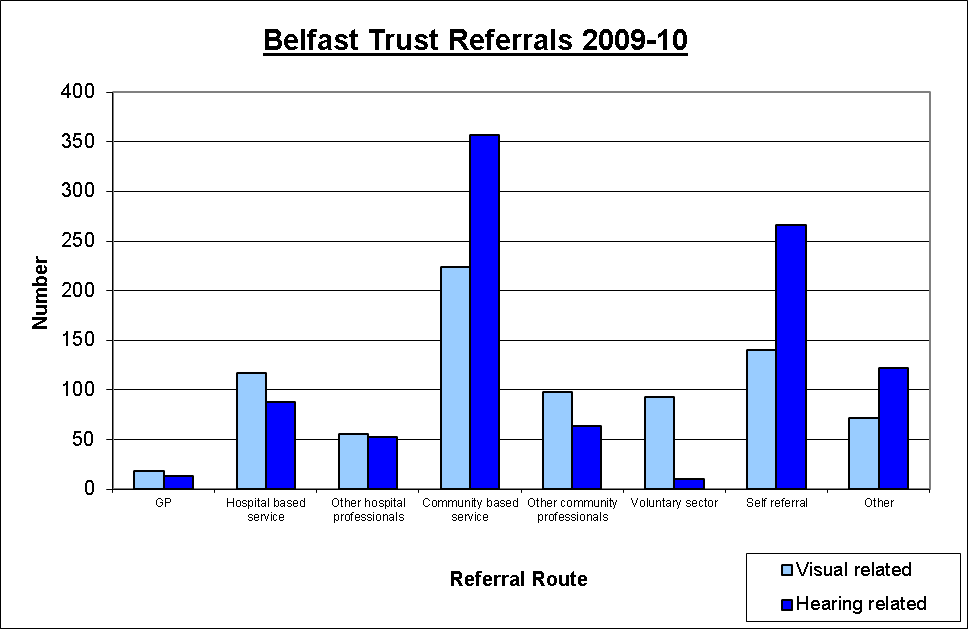 Belfast Trust Referrals 2009-10
400
350
300
250
200
150
100
50
0
Number
GP
Hospital based
service
Other hospital
professionals
Community based
service
Other community
professionals
Voluntary sector
Self referral
Other
Referral Route
Visual related
Hearing related